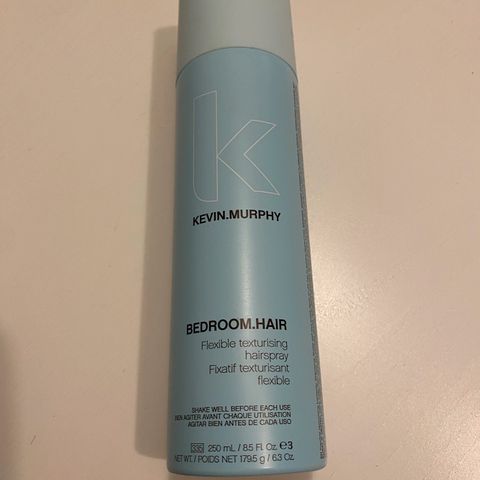 KEVIN.MURPHY
BEDROOM.HAIR
Flexible texturising
hairspray
Fixatif texturisant
flexible
SHAKE WELL BEFORE EACH USE
BIEN AGITER AVANT CHAQUE UTILISATION
AGITAR BIEN ANTES DE CADA USO
335 250 mL / 8.5 Fl. Oz. ℮3
NET WT. / POIDS NET 179.5 g / 6.3 Oz.